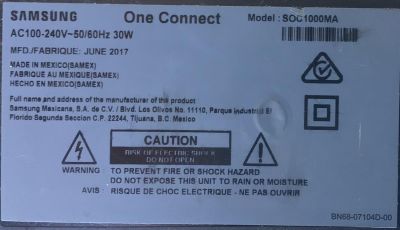 SAMSUNG One Connect Model : SOC1000MA
AC100-240V~50/60Hz 30W
MFD./FABRIQUE: JUNE 2017
MADE IN MEXICO(SAMEX)
FABRIQUE AU MEXIQUE (SAMEX)
HECHO EN MEXICO(SAMEX)
Full name and address of the manufacturer of this product
Samsung Mexicana, S.A. de C.V. / Blvd. Los Olivos No. 11110, Parque Industrial El
Florido Segunda Seccion C.P. 22244, Tijuana, B.C. Mexico
CAUTION
RISK OF ELECTRIC SHOCK
DO NOT OPEN
WARNING : TO PREVENT FIRE OR SHOCK HAZARD
DO NOT EXPOSE THIS UNIT TO RAIN OR MOISTURE
AVIS : RISQUE DE CHOC ELECTRIQUE - NE PAS OUVRIR
BN68-07104D-00